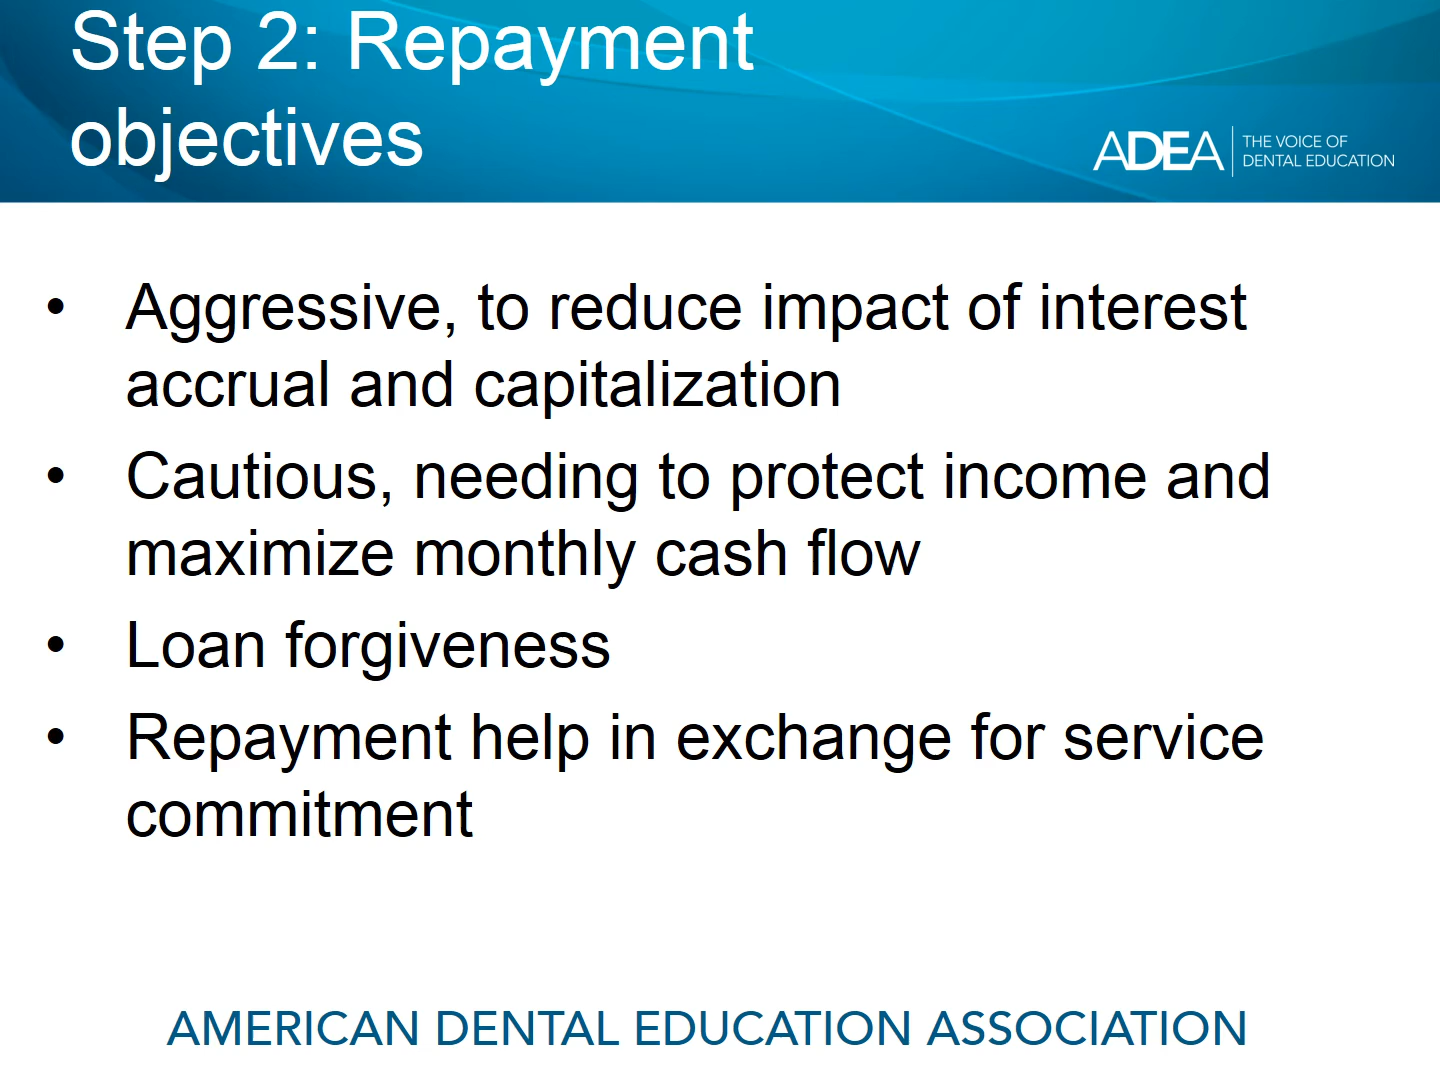 Step 2: Repayment
objectives
ADEA
THE VOICE OF
DENTAL EDUCATION
• Aggressive, to reduce impact of interest
accrual and capitalization
• Cautious, needing to protect income and
maximize monthly cash flow
• Loan forgiveness
• Repayment help in exchange for service
commitment
AMERICAN DENTAL EDUCATION ASSOCIATION